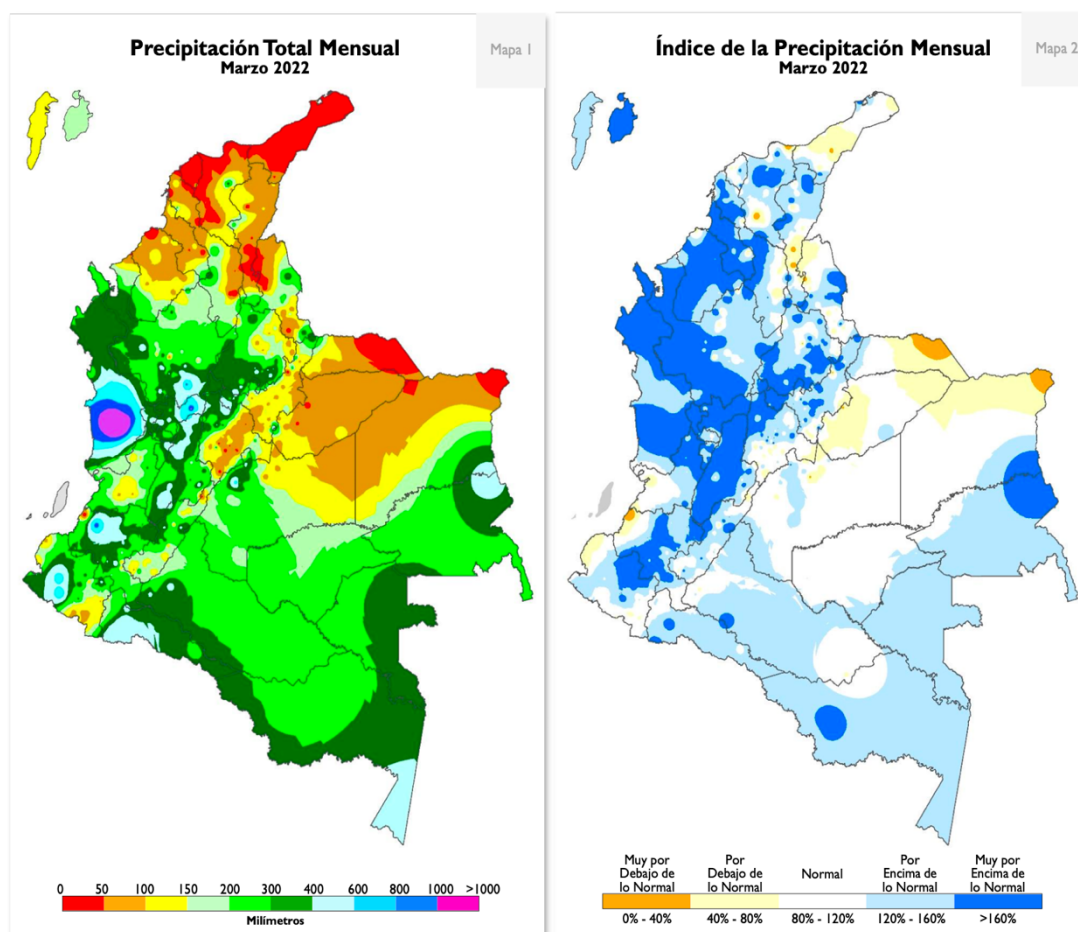 Precipitación Total Mensual
Marzo 2022
Mapa 1
0 50 100 150 200 300 400 600 800 1000 >1000
Milímetros
Índice de la Precipitación Mensual
Marzo 2022
Mapa 2
Muy por Debajo de lo Normal
Por Debajo de lo Normal
Normal
Por Encima de lo Normal
Muy por Encima de lo Normal
0% - 40% 40% - 80% 80% - 120% 120% - 160% >160%